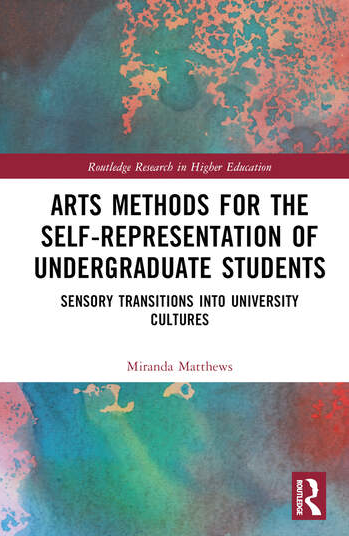 Routledge Research in Higher Education
ARTS METHODS FOR THE
SELF-REPRESENTATION OF
UNDERGRADUATE STUDENTS
SENSORY TRANSITIONS INTO UNIVERSITY
CULTURES
Miranda Matthews
ROUTLEDGE